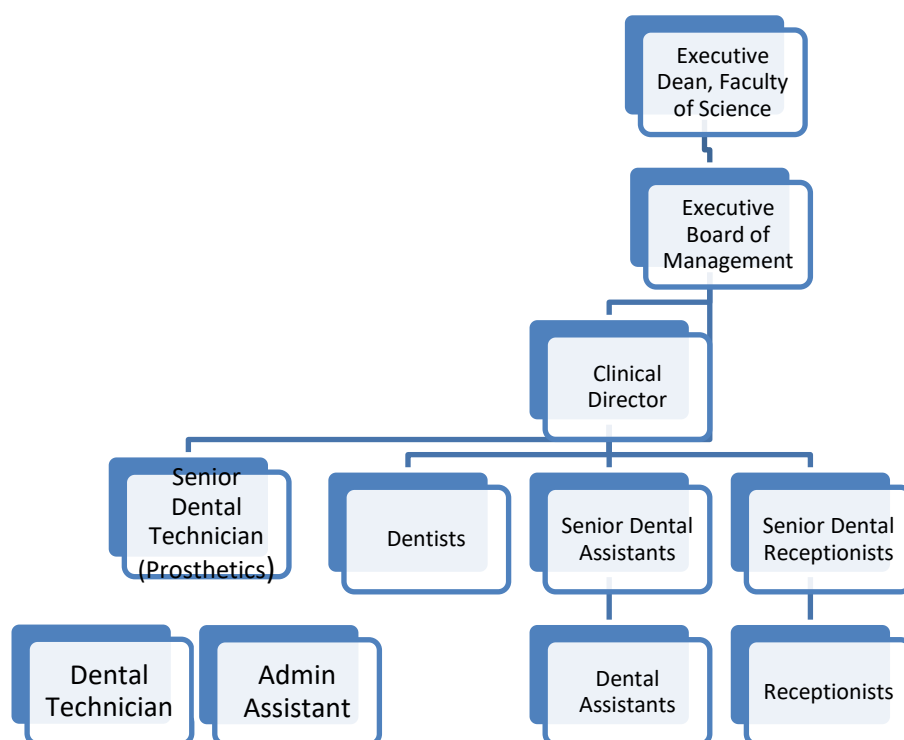 Executive
Dean, Faculty
of Science
Executive
Board of
Management
Clinical
Director
Senior
Dental
Technician
(Prosthetics)
Dentists
Senior Dental
Assistants
Senior Dental
Receptionists
Dental
Technician
Admin
Assistant
Dental
Assistants
Receptionists